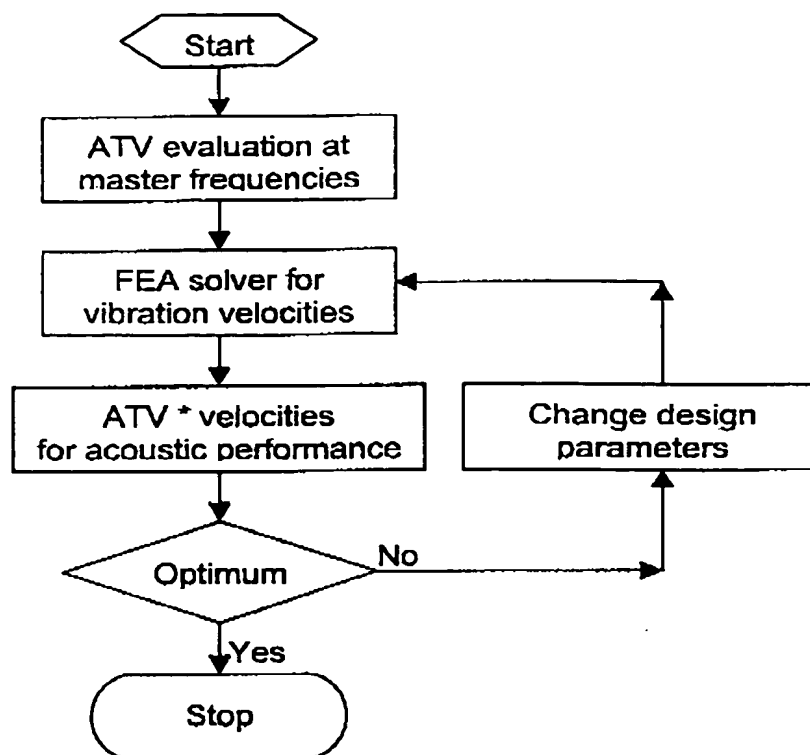 Start
ATV evaluation at
master frequencies
FEA solver for
vibration velocities
ATV * velocities
for acoustic performance
Change design
parameters
Optimum
No
Yes
Stop